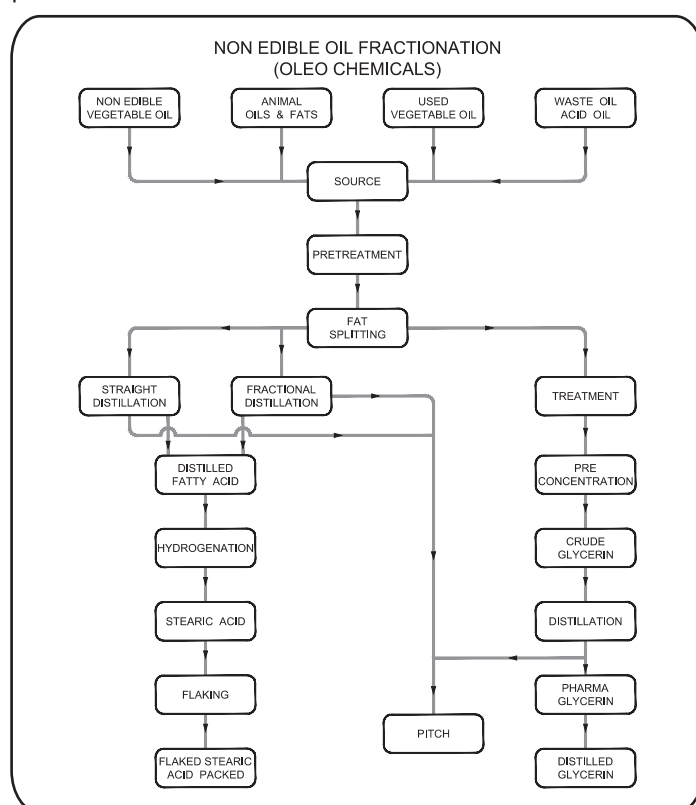 NON EDIBLE OIL FRACTIONATION
(OLEO CHEMICALS)
NON EDIBLE
VEGETABLE OIL
ANIMAL
OILS & FATS
USED
VEGETABLE OIL
WASTE OIL
ACID OIL
SOURCE
PRETREATMENT
FAT
SPLITTING
STRAIGHT
DISTILLATION
FRACTIONAL
DISTILLATION
TREATMENT
DISTILLED
FATTY ACID
PRE
CONCENTRATION
HYDROGENATION
CRUDE
GLYCERIN
STEARIC ACID
DISTILLATION
FLAKING
PHARMA
GLYCERIN
PITCH
FLAKED STEARIC
ACID PACKED
DISTILLED
GLYCERIN